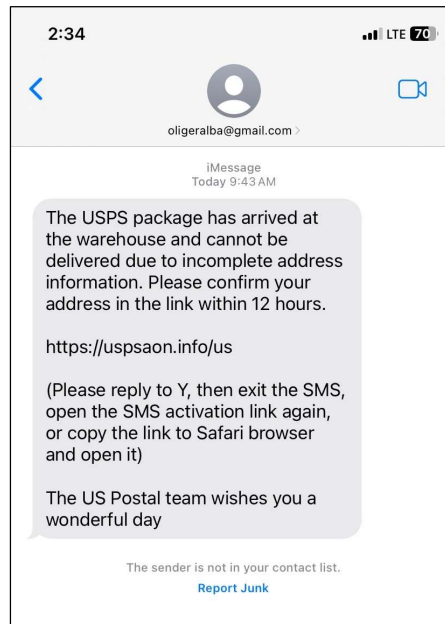 2:34
LTE 70
oligeralba@gmail.com
iMessage
Today 9:43 AM
The USPS package has arrived at
the warehouse and cannot be
delivered due to incomplete address
information. Please confirm your
address in the link within 12 hours.
https://uspsaon.info/us
(Please reply to Y, then exit the SMS,
open the SMS activation link again,
or copy the link to Safari browser
and open it)
The US Postal team wishes you a
wonderful day
The sender is not in your contact list.
Report Junk